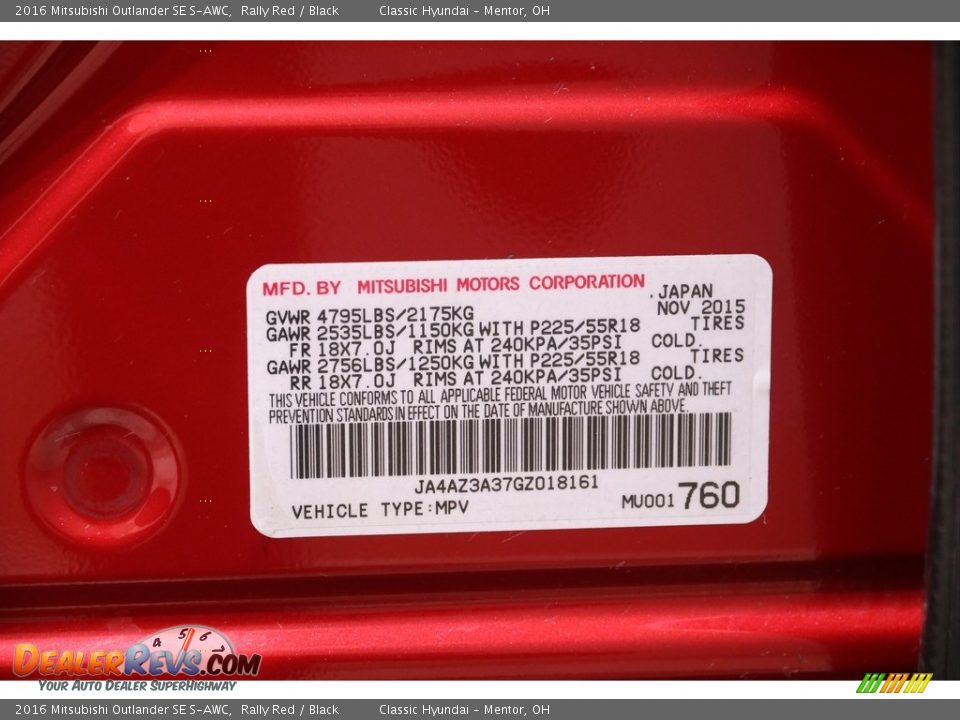 2016 Mitsubishi Outlander SE S-AWC, Rally Red / Black Classic Hyundai - Mentor, OH
MFD. BY MITSUBISHI MOTORS CORPORATION
JAPAN
GVWR 4795LBS/2175KG NOV 2015
GAWR 2535LBS/1150KG WITH P225/55R18 TIRES
FR 18X7.0J RIMS AT 240KPA/35PSI COLD.
GAWR 2756LBS/1250KG WITH P225/55R18 TIRES
RR 18X7.0J RIMS AT 240KPA/35PSI COLD.
THIS VEHICLE CONFORMS TO ALL APPLICABLE FEDERAL MOTOR VEHICLE SAFETY AND THEFT
PREVENTION STANDARDS IN EFFECT ON THE DATE OF MANUFACTURE SHOWN ABOVE.
JA4AZ3A37GZ018161
VEHICLE TYPE:MPV MU001760
4 5 6
DEALERREVS.COM
YOUR AUTO DEALER SUPERHIGHWAY
2016 Mitsubishi Outlander SE S-AWC, Rally Red / Black Classic Hyundai - Mentor, OH